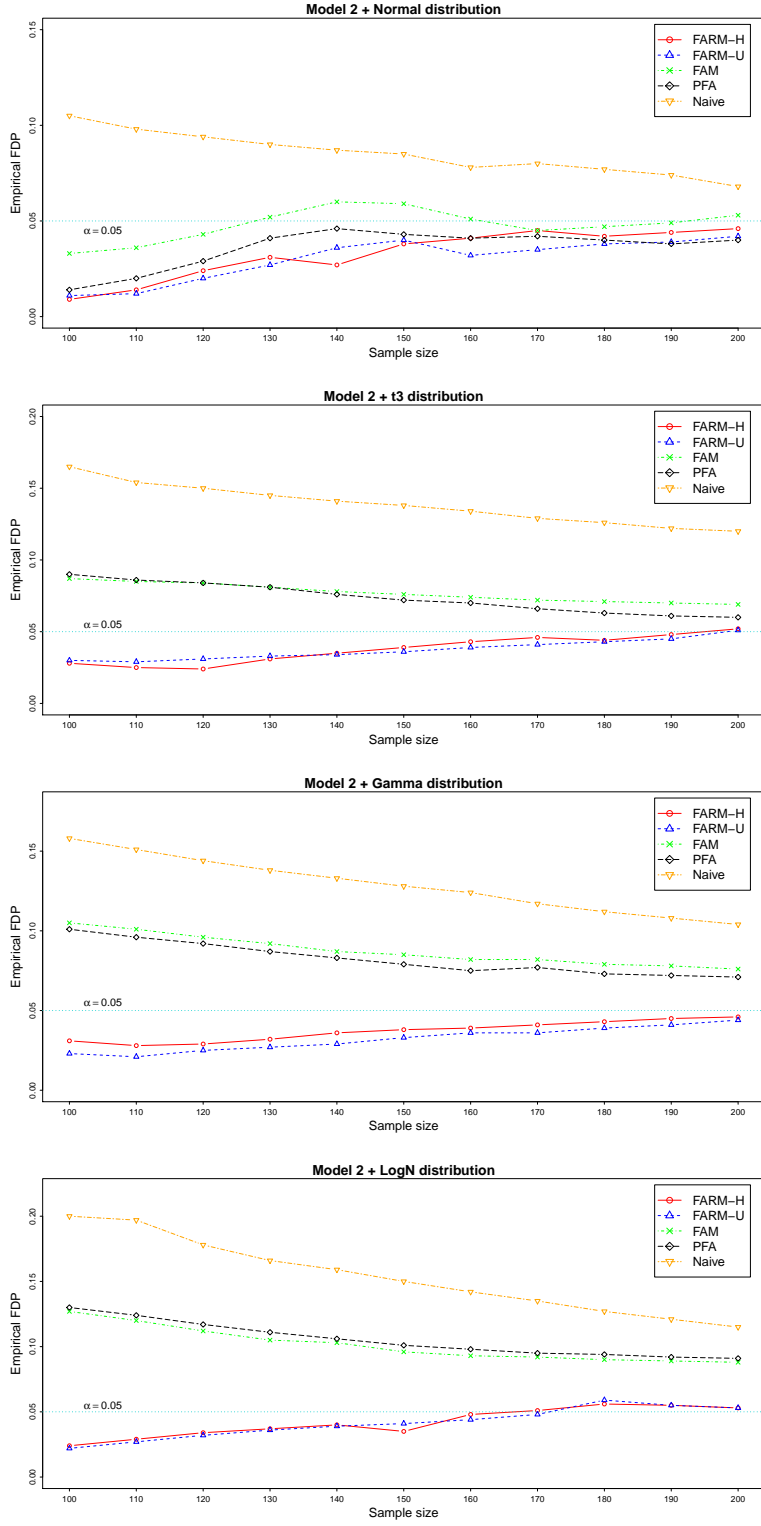 Model 2 + Normal distribution
Empirical FDP
0.15
0.10
0.05
0.00
α = 0.05
FARM−H
FARM−U
FAM
PFA
Naive
100 110 120 130 140 150 160 170 180 190 200
Sample size
Model 2 + t3 distribution
Empirical FDP
0.20
0.15
0.10
0.05
0.00
α = 0.05
FARM−H
FARM−U
FAM
PFA
Naive
100 110 120 130 140 150 160 170 180 190 200
Sample size
Model 2 + Gamma distribution
Empirical FDP
0.15
0.10
0.05
0.00
α = 0.05
FARM−H
FARM−U
FAM
PFA
Naive
100 110 120 130 140 150 160 170 180 190 200
Sample size
Model 2 + LogN distribution
Empirical FDP
0.20
0.15
0.10
0.05
0.00
α = 0.05
FARM−H
FARM−U
FAM
PFA
Naive
100 110 120 130 140 150 160 170 180 190 200
Sample size